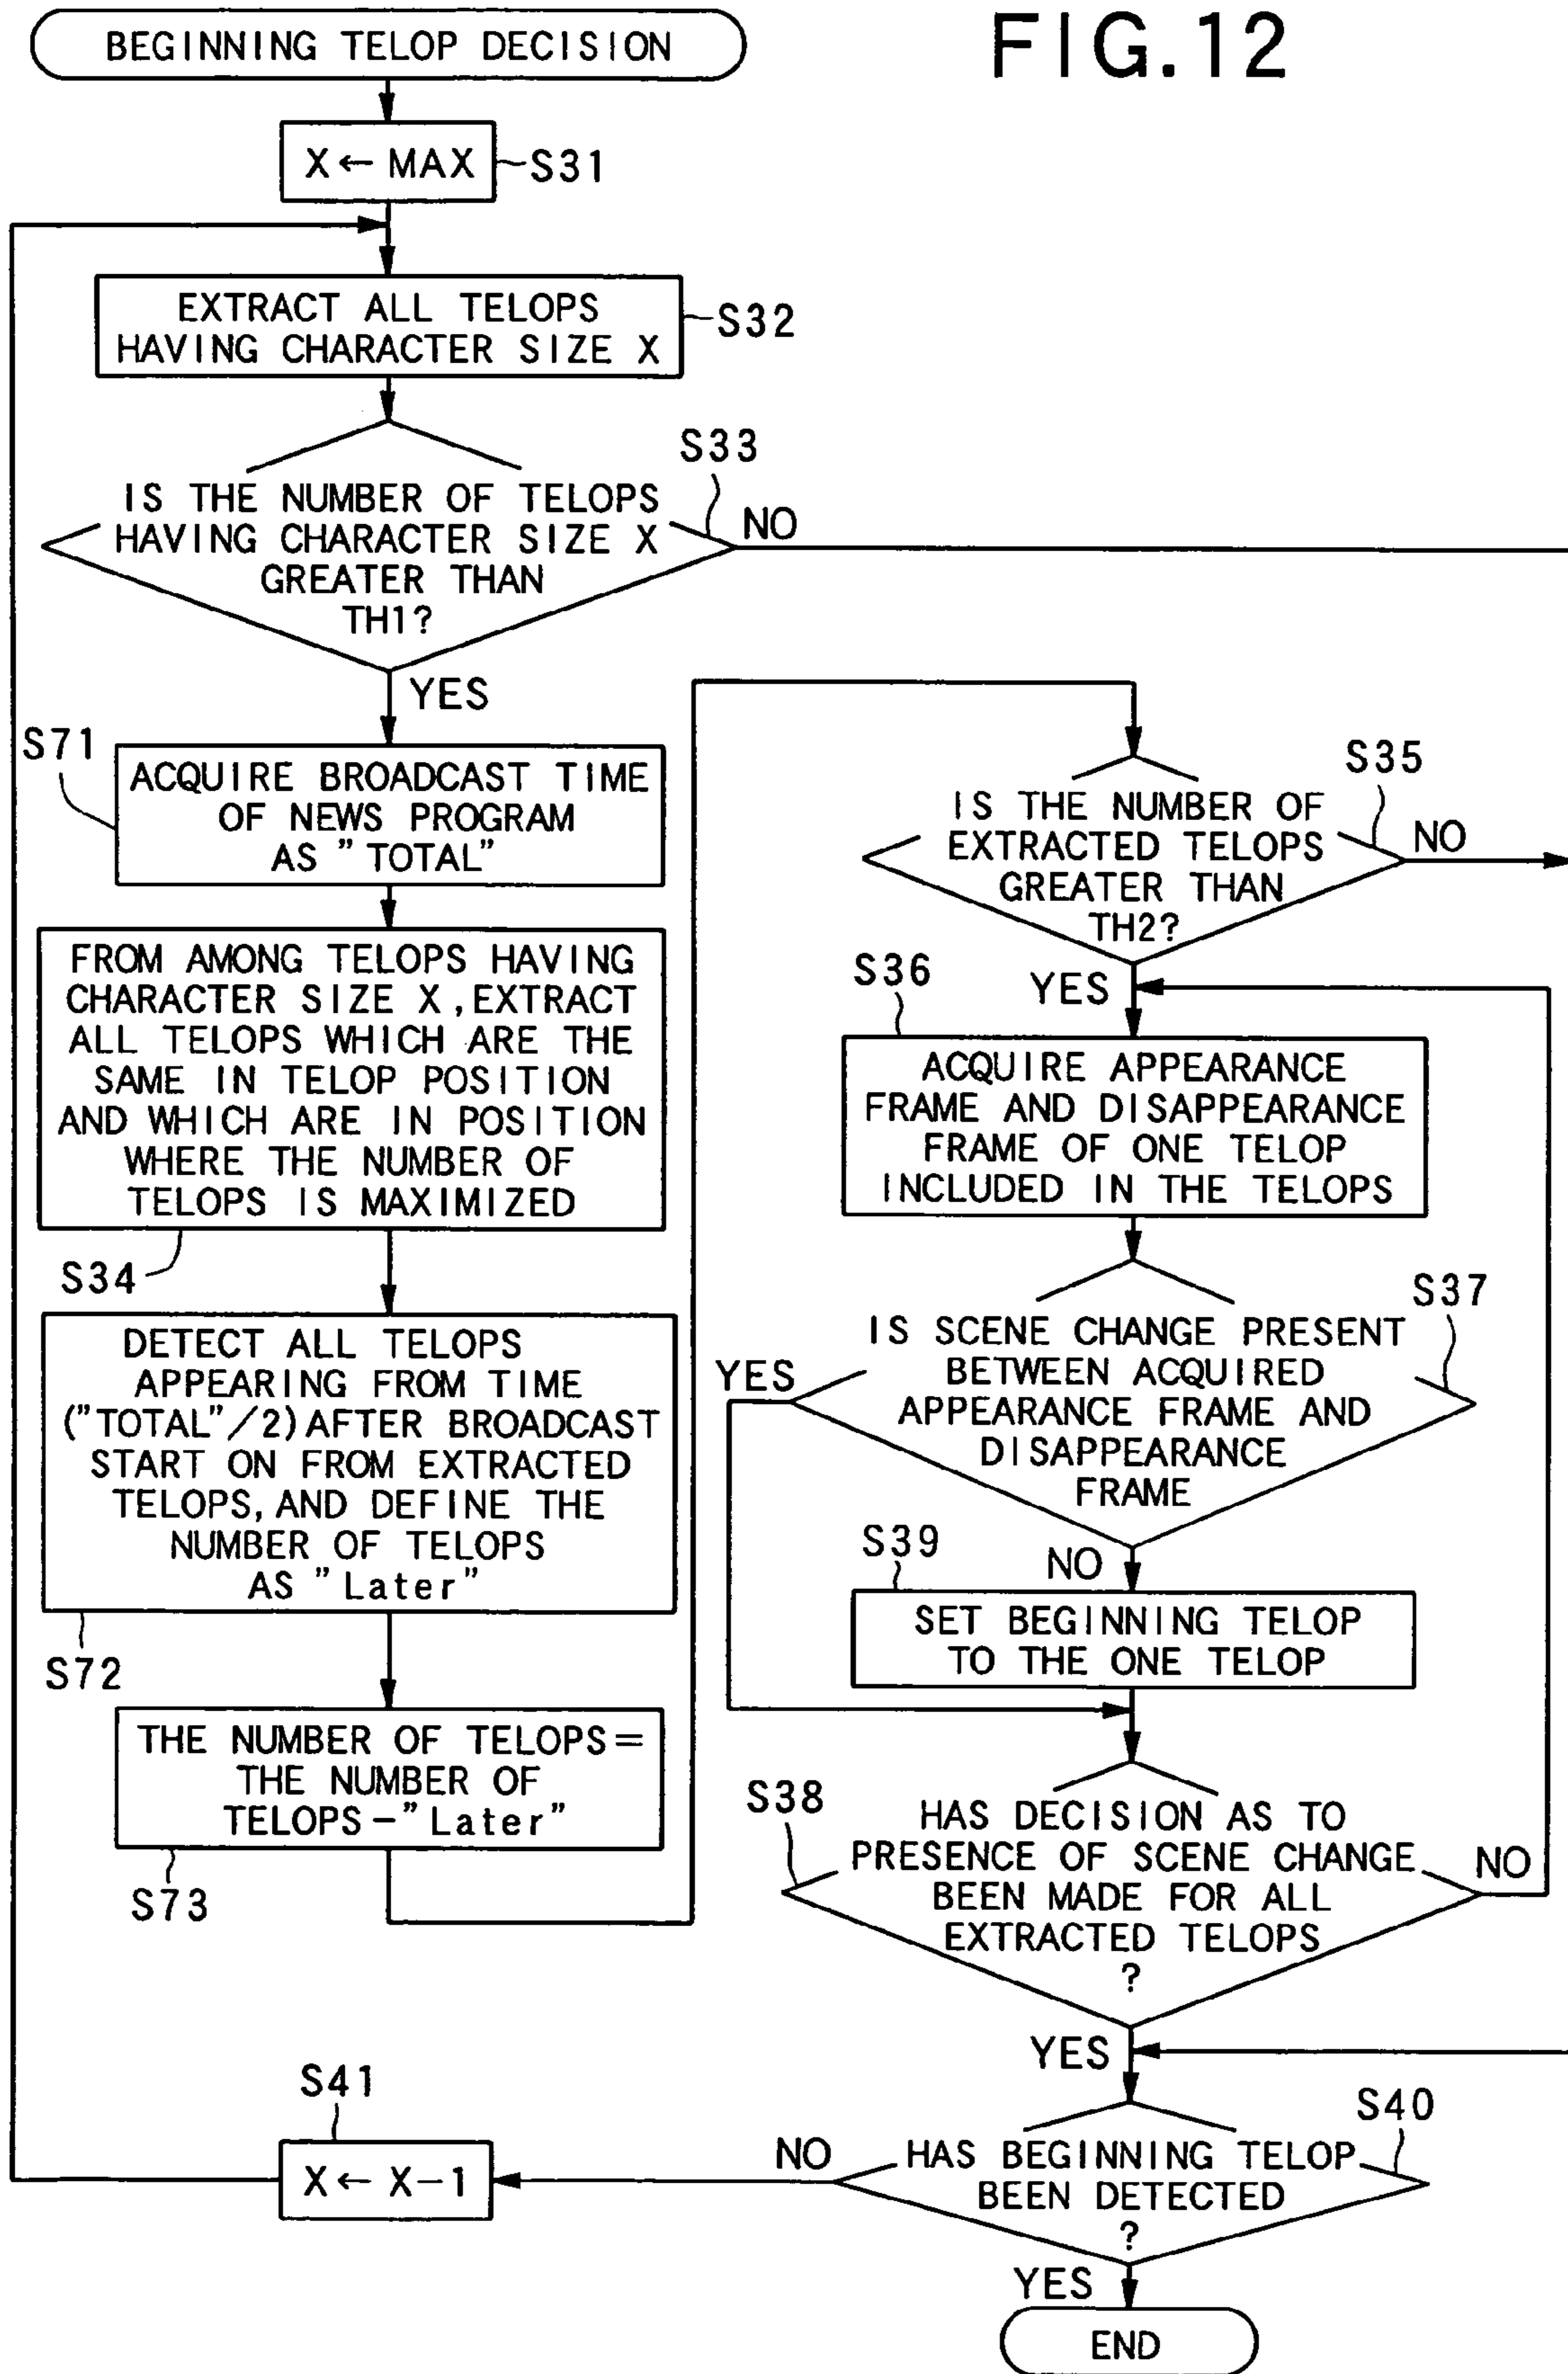 FIG.12
BEGINNING TELOP DECISION
X ← MAX
S31
EXTRACT ALL TELOPS
HAVING CHARACTER SIZE X
S32
S33
IS THE NUMBER OF TELOPS
HAVING CHARACTER SIZE X
GREATER THAN
TH1?
NO
YES
S71
ACQUIRE BROADCAST TIME
OF NEWS PROGRAM
AS "TOTAL"
FROM AMONG TELOPS HAVING
CHARACTER SIZE X, EXTRACT
ALL TELOPS WHICH ARE THE
SAME IN TELOP POSITION
AND WHICH ARE IN POSITION
WHERE THE NUMBER OF
TELOPS IS MAXIMIZED
S34
DETECT ALL TELOPS
APPEARING FROM TIME
("TOTAL"/2) AFTER BROADCAST
START ON FROM EXTRACTED
TELOPS, AND DEFINE THE
NUMBER OF TELOPS
AS "Later"
S72
THE NUMBER OF TELOPS =
THE NUMBER OF
TELOPS - "Later"
S73
S35
IS THE NUMBER OF
EXTRACTED TELOPS
GREATER THAN
TH2?
NO
YES
S36
ACQUIRE APPEARANCE
FRAME AND DISAPPEARANCE
FRAME OF ONE TELOP
INCLUDED IN THE TELOPS
S37
IS SCENE CHANGE PRESENT
BETWEEN ACQUIRED
APPEARANCE FRAME AND
DISAPPEARANCE
FRAME
YES
NO
S39
SET BEGINNING TELOP
TO THE ONE TELOP
S38
HAS DECISION AS TO
PRESENCE OF SCENE CHANGE
BEEN MADE FOR ALL
EXTRACTED TELOPS
?
NO
YES
S40
HAS BEGINNING TELOP
BEEN DETECTED
?
NO
S41
X ← X-1
YES
END